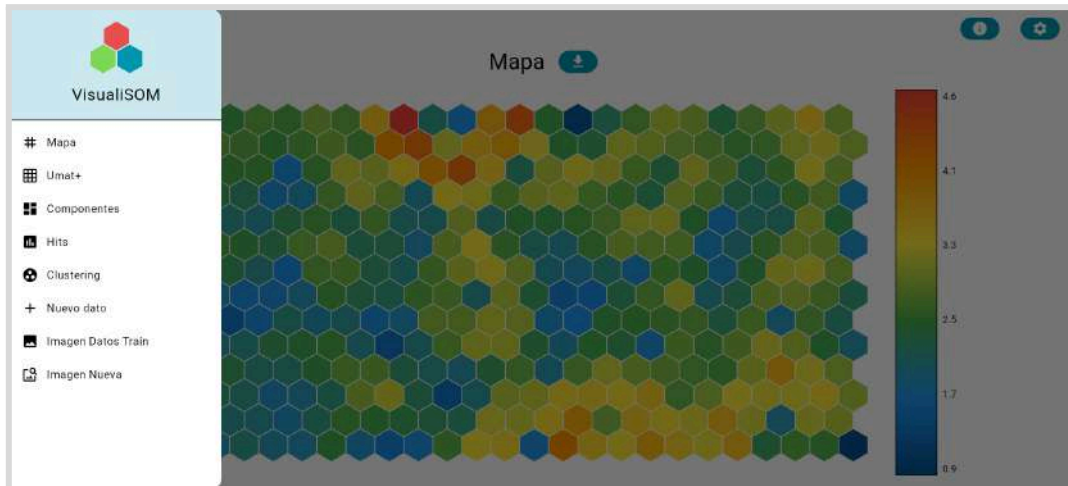 VisualiSOM
Mapa
Umat+
Componentes
Hits
Clustering
Nuevo dato
Imagen Datos Train
Imagen Nueva
Mapa
4.6
4.1
3.3
2.5
1.7
0.9